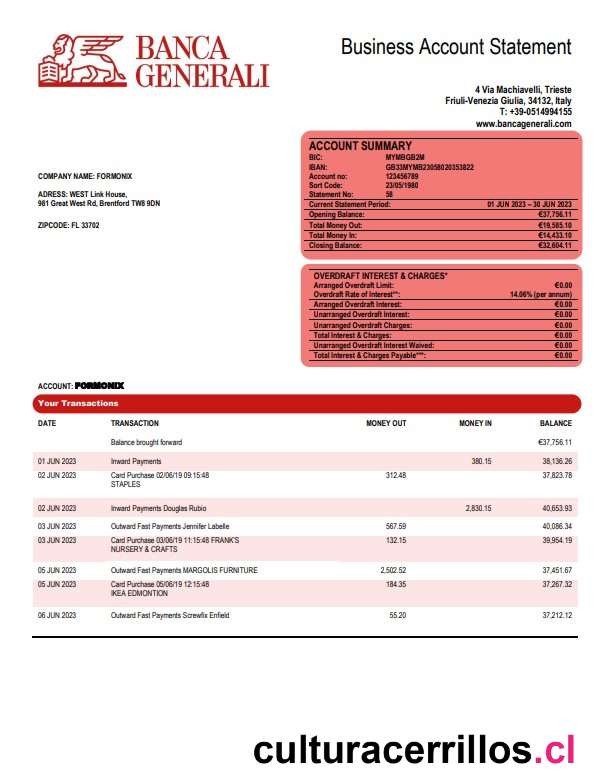 BANCA
GENERALI
Business Account Statement
4 Via Machiavelli, Trieste
Friuli-Venezia Giulia, 34132, Italy
T: +39-0514994155
www.bancagenerali.com
COMPANY NAME: FORMONIX
ADRESS: WEST Link House,
981 Great West Rd, Brentford TW8 9DN
ZIPCODE: FL 33702
ACCOUNT SUMMARY
BIC: MYMBGB2M
IBAN: GB33MYMB23058020353822
Account no: 123456789
Sort Code: 23/05/1980
Statement No: 58
Current Statement Period: 01 JUN 2023 – 30 JUN 2023
Opening Balance: €37,756.11
Total Money Out: €19,585.10
Total Money In: €14,433.10
Closing Balance: €32,604.11
OVERDRAFT INTEREST & CHARGES*
Arranged Overdraft Limit: €0.00
Overdraft Rate of Interest**: 14.06% (per annum)
Arranged Overdraft Interest: €0.00
Unarranged Overdraft Interest: €0.00
Unarranged Overdraft Charges: €0.00
Total Interest & Charges: €0.00
Unarranged Overdraft Interest Waived: €0.00
Total Interest & Charges Payable***: €0.00
ACCOUNT: FORMONIX
Your Transactions
DATE TRANSACTION MONEY OUT MONEY IN BALANCE
Balance brought forward €37,756.11
01 JUN 2023 Inward Payments 380.15 38,136.26
02 JUN 2023 Card Purchase 02/06/19 09:15:48 312.48 37,823.78
STAPLES
02 JUN 2023 Inward Payments Douglas Rubio 2,830.15 40,653.93
03 JUN 2023 Outward Fast Payments Jennifer Labelle 567.59 40,086.34
03 JUN 2023 Card Purchase 03/06/19 11:15:48 FRANK'S 132.15 39,954.19
NURSERY & CRAFTS
05 JUN 2023 Outward Fast Payments MARGOLIS FURNITURE 2,502.52 37,451.67
05 JUN 2023 Card Purchase 05/06/19 12:15:48 184.35 37,267.32
IKEA EDMONTION
06 JUN 2023 Outward Fast Payments Screwfix Enfield 55.20 37,212.12
culturacerrillos.cl